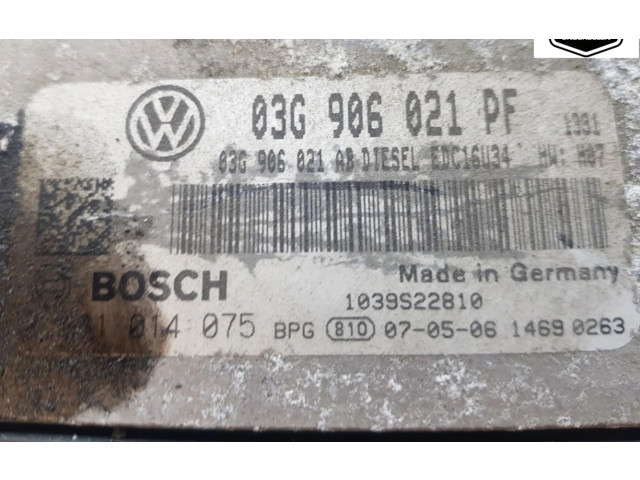 03G 906 021 PF 1391
03G 906 021 AB DIESEL EDC16U34 HW: H07
BOSCH
Made in Germany
1039S22810
014 075 BPG 810 07-05-06 1469 0263